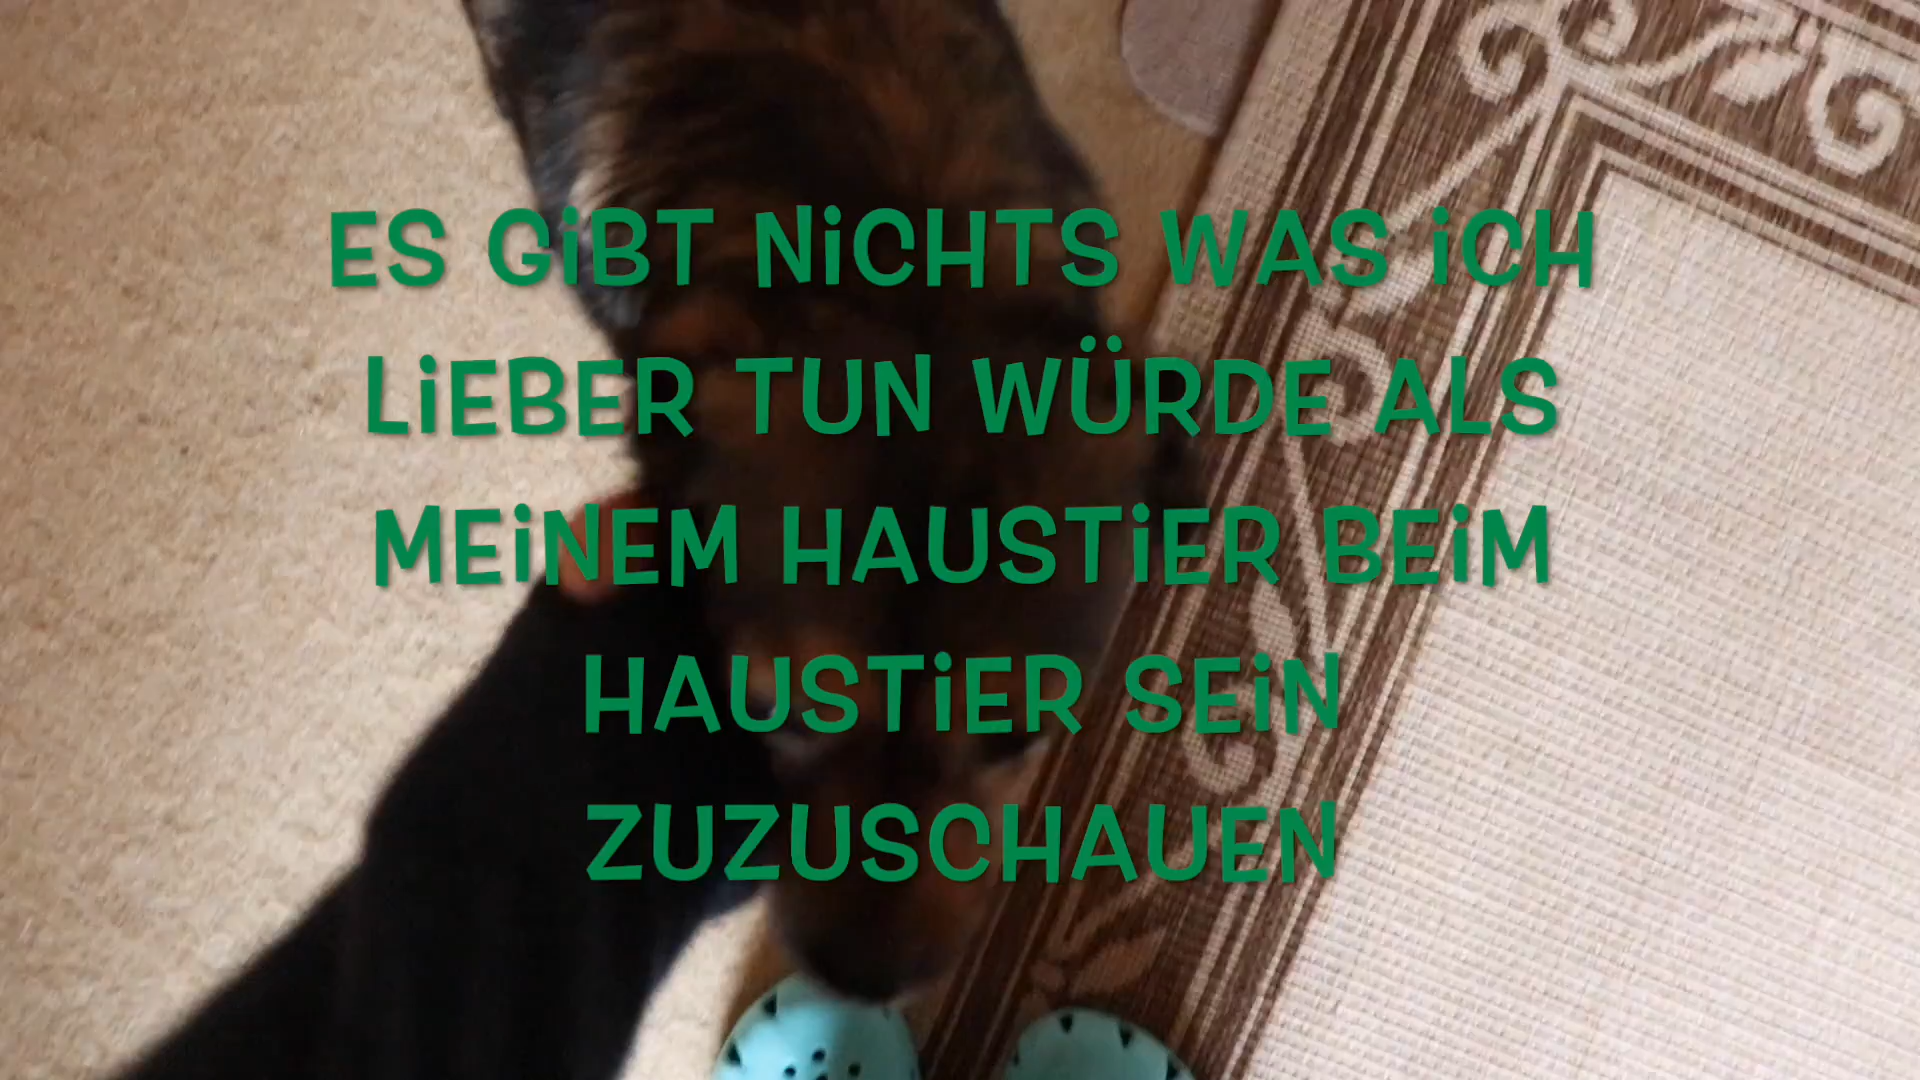 ES GiBT NiCHTS WAS iCH
LiEBER TUN WÜRDE ALS
MEiNEM HAUSTiER BEiM
HAUSTiER SEiN
ZUZUSCHAUEN